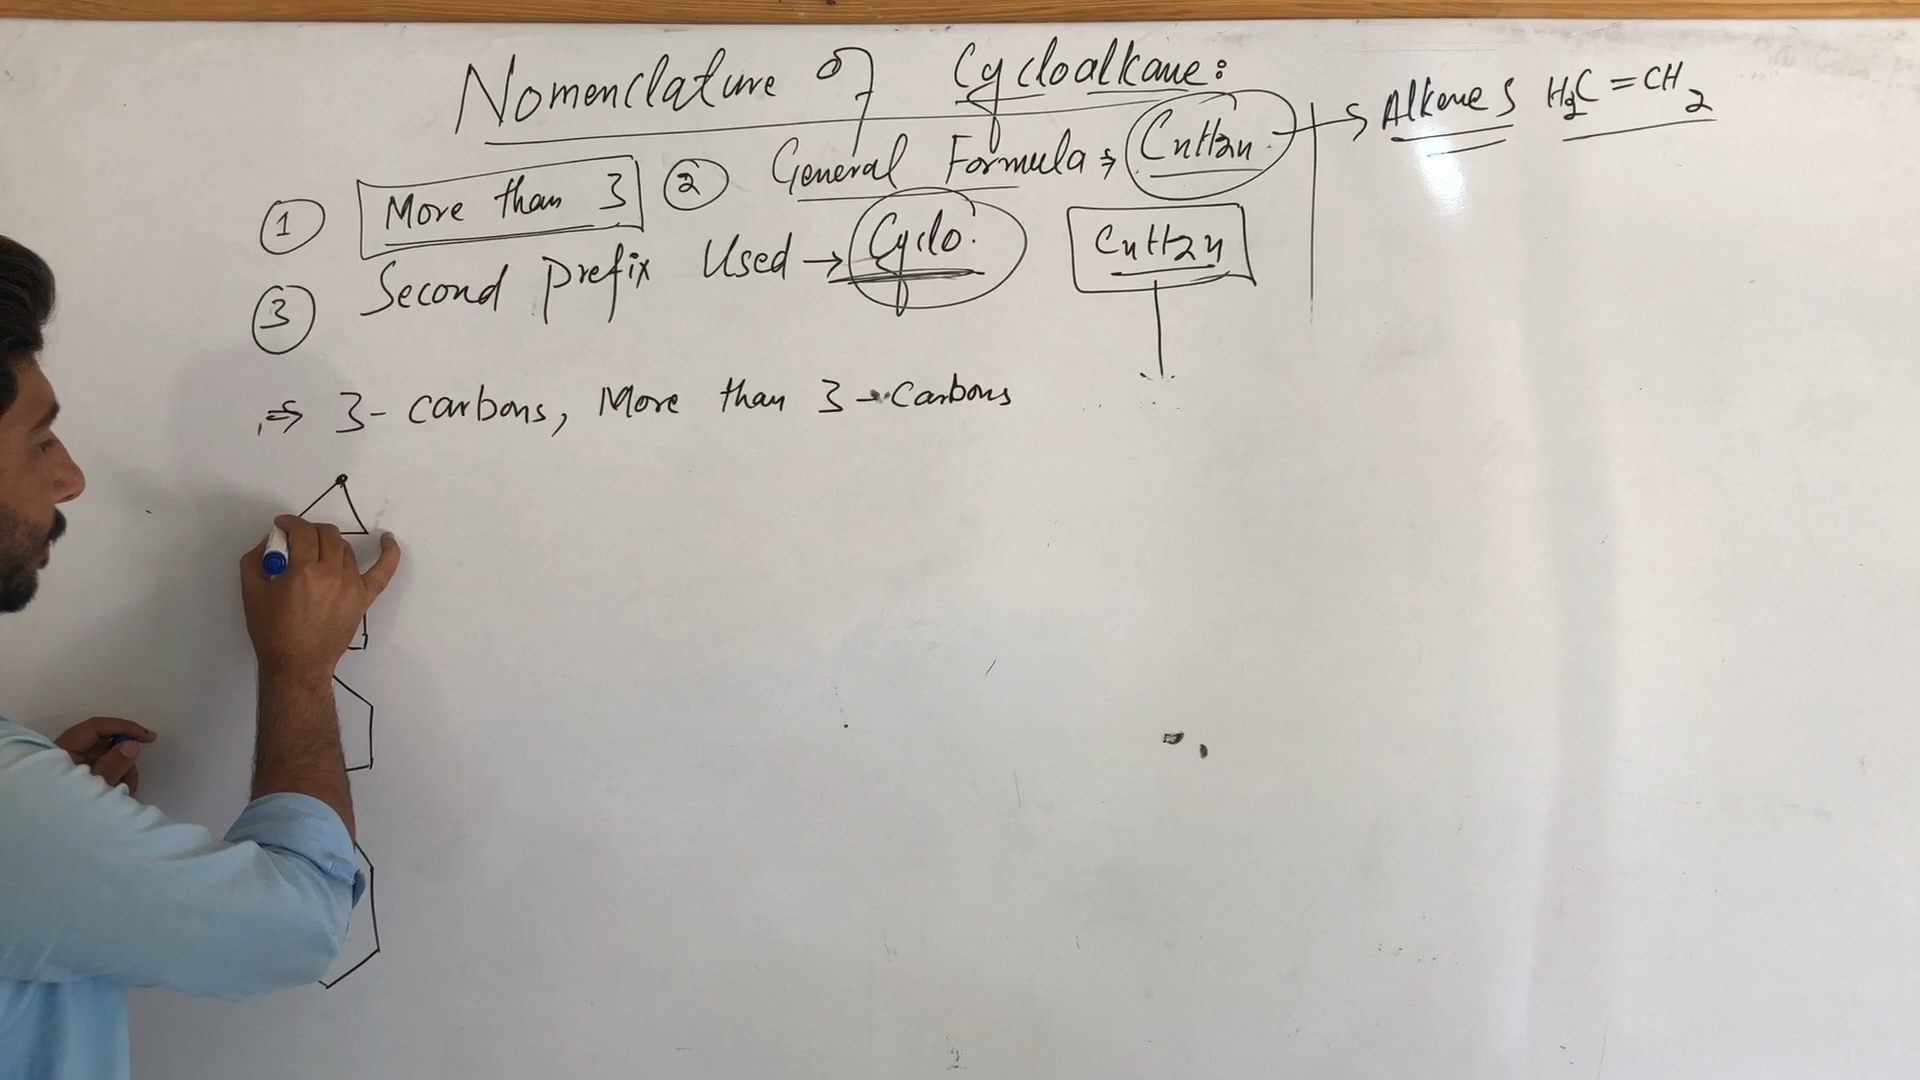 Nomenclature of Cycloalkane:
① More than 3 ② General Formula ⇒ CnH2n → Alkenes H2C=CH2
③ Second prefix Used → Cyclo. CnH2n
⇒ 3-carbons, More than 3-Carbons